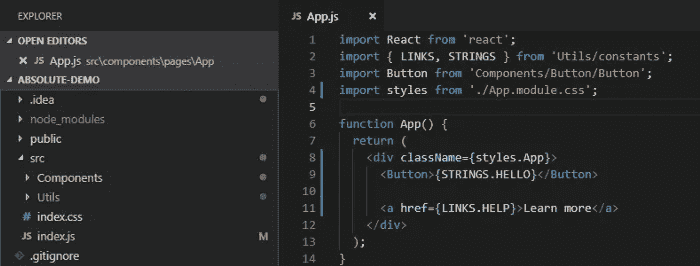 EXPLORER
OPEN EDITORS
JS App.js src\components\pages\App
ABSOLUTE-DEMO
.idea
node_modules
public
src
Components
Utils
# index.css
JS index.js M
.gitignore
JS App.js
1 import React from 'react';
2 import { LINKS, STRINGS } from 'Utils/constants';
3 import Button from 'Components/Button/Button';
4 import styles from './App.module.css';
5
6 function App() {
7 return (
8 <div className={styles.App}>
9 <Button>{STRINGS.HELLO}</Button>
10
11 <a href={LINKS.HELP}>Learn more</a>
12 </div>
13 );
14 }